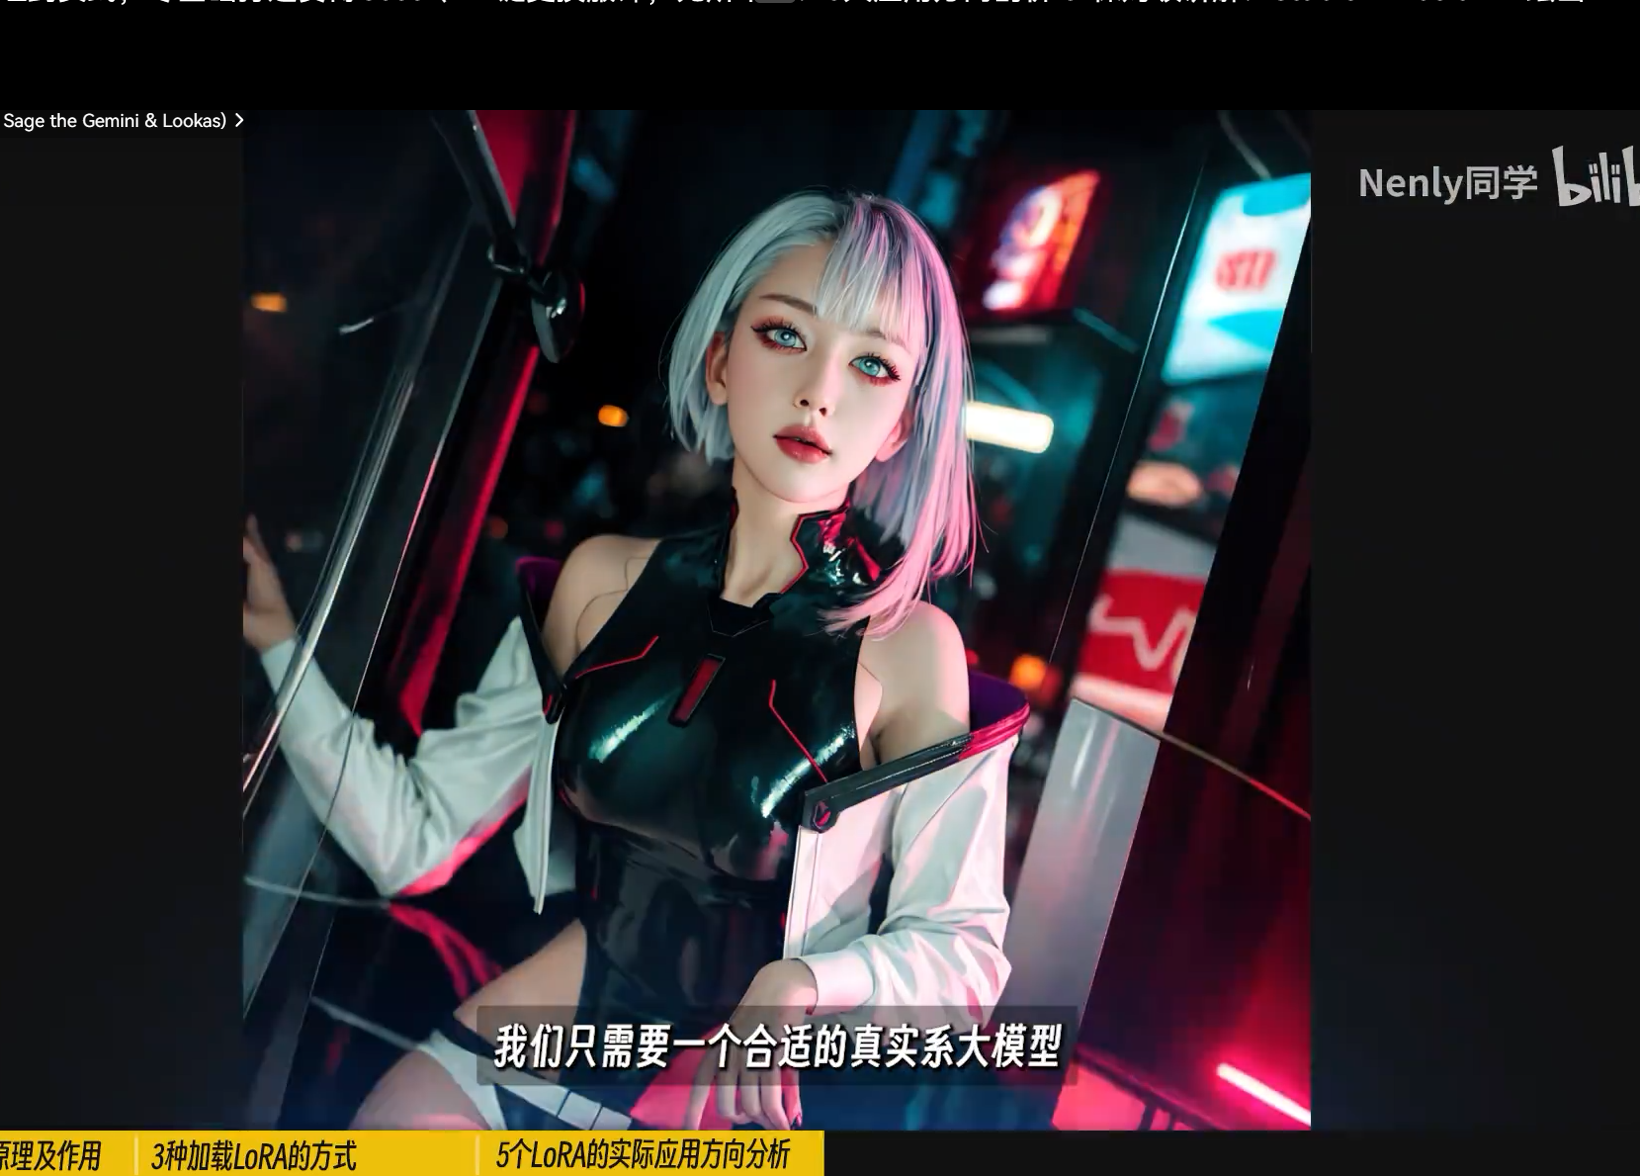 Sage the Gemini & Lookas)
Nenly同学
我们只需要一个合适的真实系大模型
原理及作用
3种加载LoRA的方式
5个LoRA的实际应用方向分析